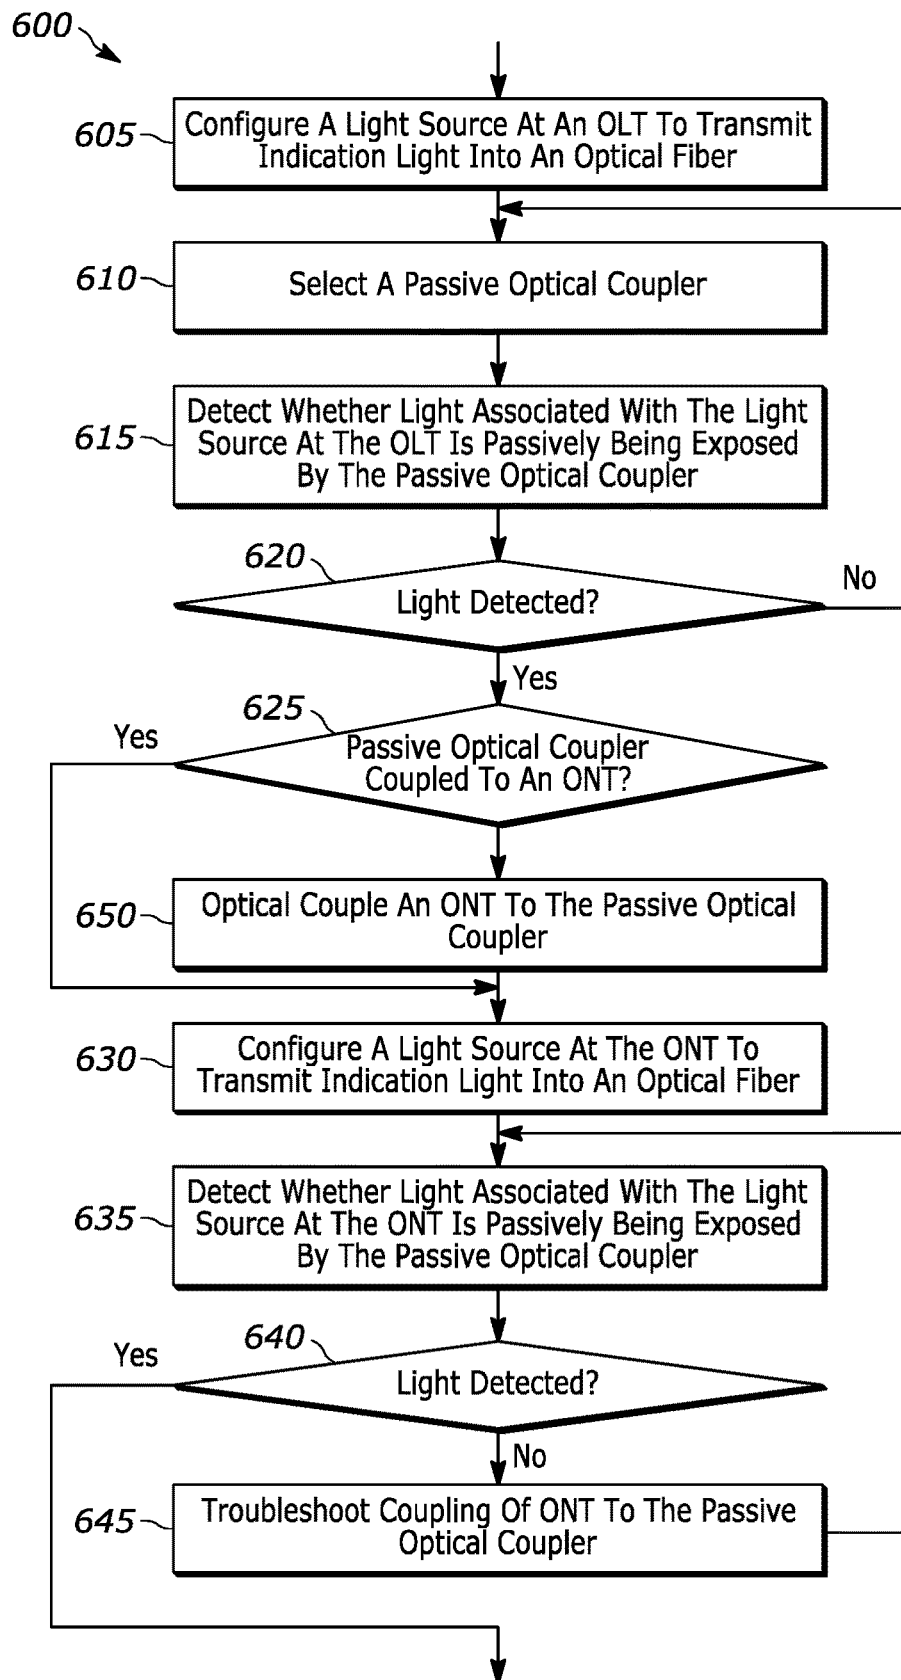 600
605
Configure A Light Source At An OLT To Transmit
Indication Light Into An Optical Fiber
610
Select A Passive Optical Coupler
615
Detect Whether Light Associated With The Light
Source At The OLT Is Passively Being Exposed
By The Passive Optical Coupler
620
Light Detected?
No
Yes
625
Yes
Passive Optical Coupler
Coupled To An ONT?
650
Optical Couple An ONT To The Passive Optical
Coupler
630
Configure A Light Source At The ONT To
Transmit Indication Light Into An Optical Fiber
635
Detect Whether Light Associated With The Light
Source At The ONT Is Passively Being Exposed
By The Passive Optical Coupler
640
Yes
Light Detected?
No
645
Troubleshoot Coupling Of ONT To The Passive
Optical Coupler